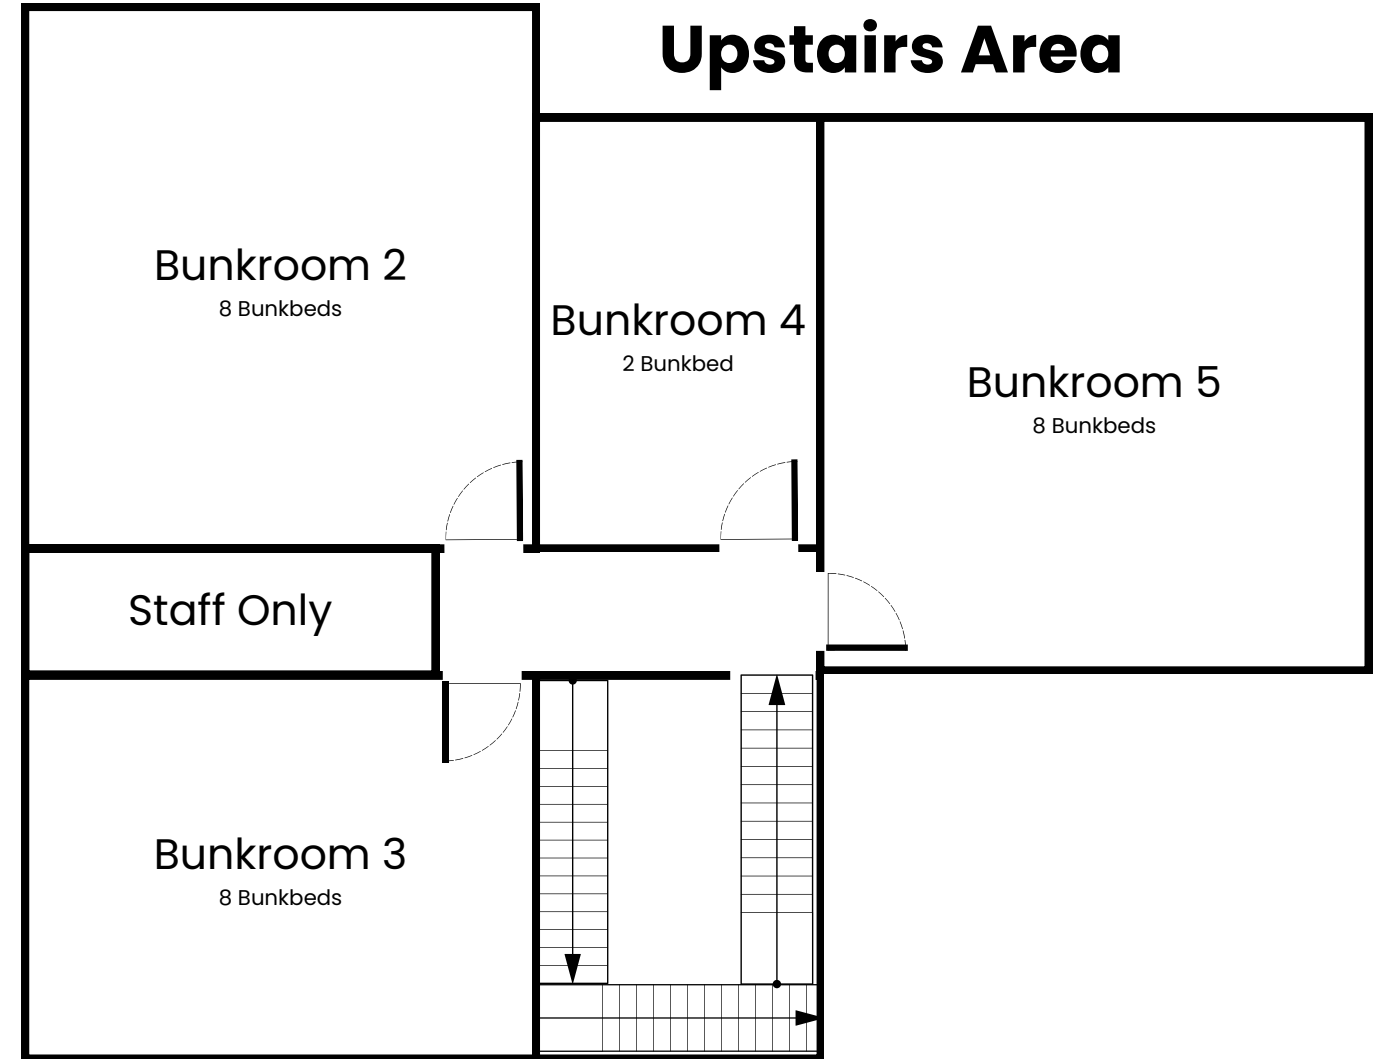 Upstairs Area
Bunkroom 2
8 Bunkbeds
Bunkroom 4
2 Bunkbed
Bunkroom 5
8 Bunkbeds
Staff Only
Bunkroom 3
8 Bunkbeds